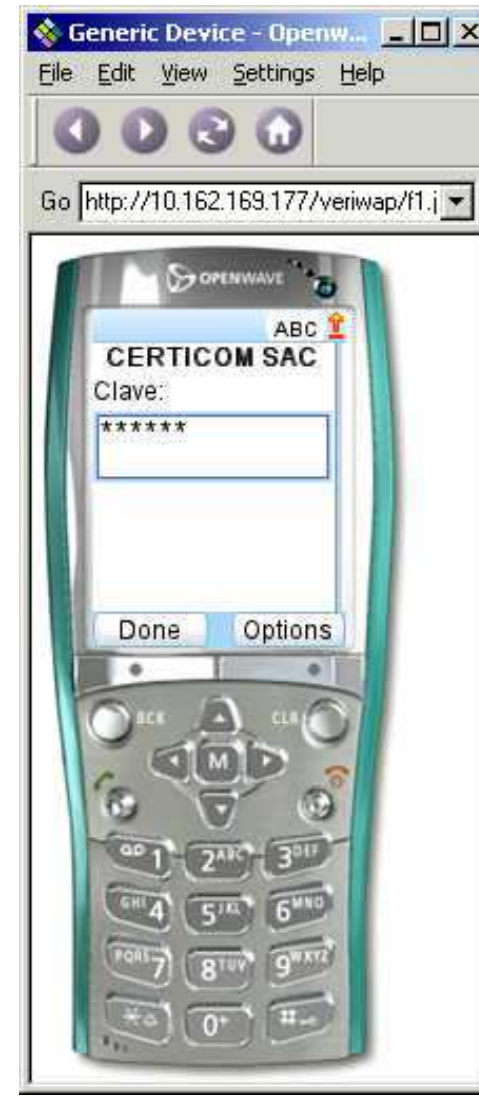 Generic Device - Openw...
File Edit View Settings Help
Go http://10.162.169.177/veriwap/f1.j
OPENWAVE
ABC
CERTICOM SAC
Clave:
******
Done Options
BCK CLR
M
1 2ABC 3DEF
GHI4 5JKL 6MNO
PQRS7 8TUV 9WXYZ
0+ #